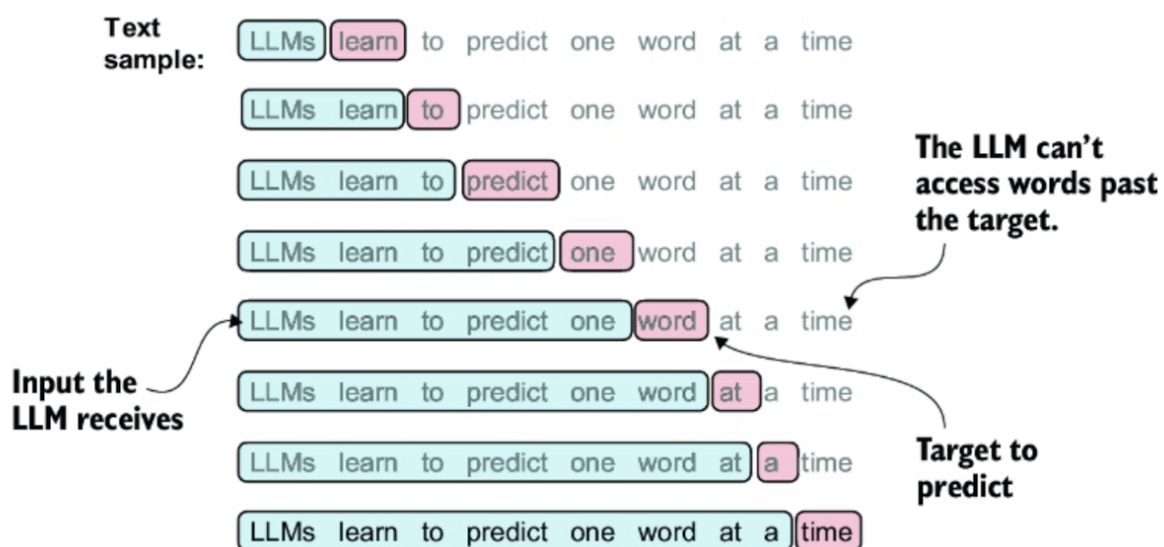 Text
sample:
LLMs learn to predict one word at a time
LLMs learn to predict one word at a time
LLMs learn to predict one word at a time
The LLM can't
access words past
the target.
LLMs learn to predict one word at a time
LLMs learn to predict one word at a time
Input the
LLM receives
LLMs learn to predict one word at a time
Target to
predict
LLMs learn to predict one word at a time
LLMs learn to predict one word at a time